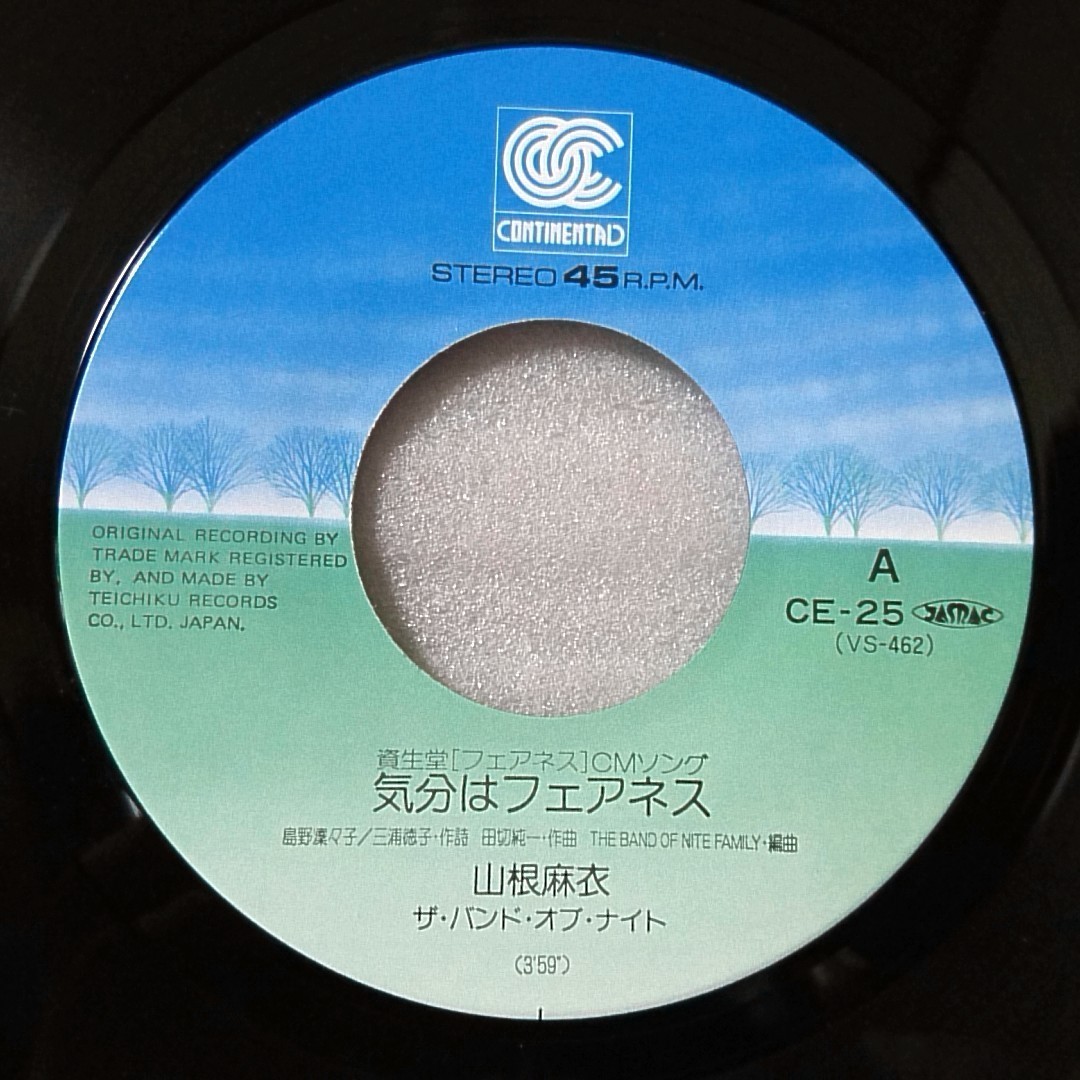 CONTINENTAL
STEREO 45 R.P.M.
ORIGINAL RECORDING BY
TRADE MARK REGISTERED
BY, AND MADE BY
TEICHIKU RECORDS
CO., LTD. JAPAN.
A
CE-25 JASRAC
(VS-462)
資生堂[フェアネス]CMソング
気分はフェアネス
島野凜々子/三浦徳子・作詩 田切純一・作曲 THE BAND OF NITE FAMILY・編曲
山根麻衣
ザ・バンド・オブ・ナイト
(3'59")